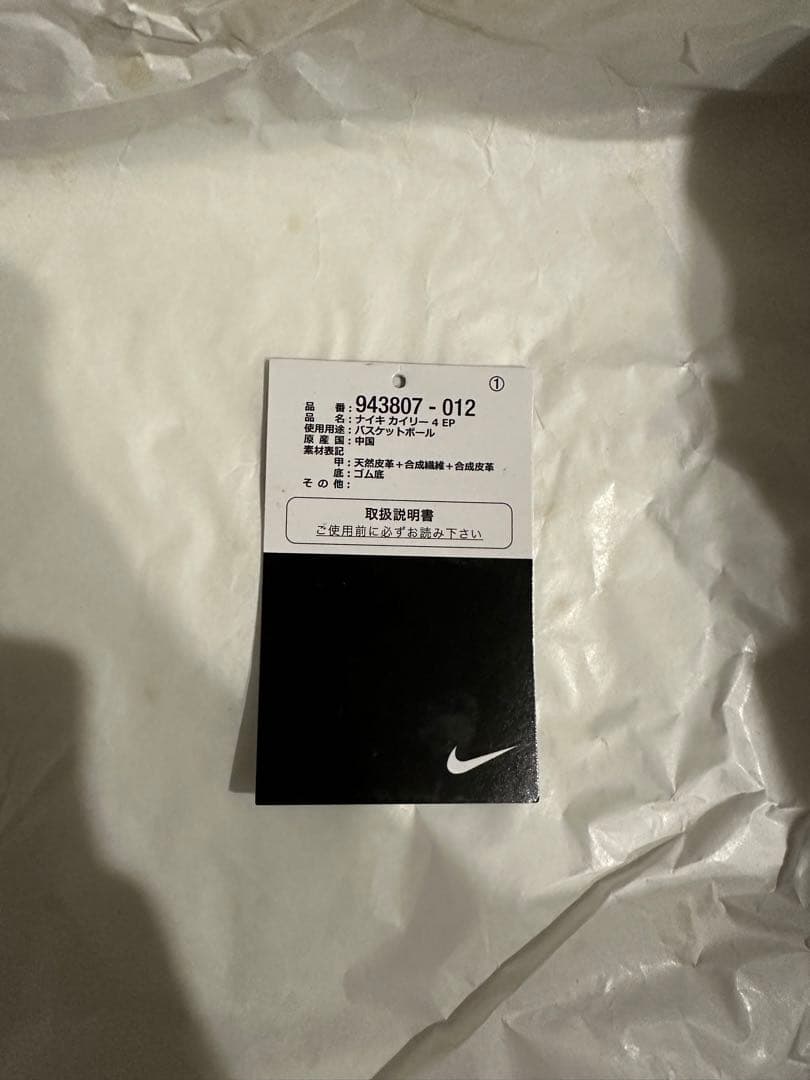 ①
品番：943807 - 012
品名：ナイキ カイリー 4 EP
使用用途：バスケットボール
原産国：中国
素材表記
甲：天然皮革＋合成繊維＋合成皮革
底：ゴム底
その他：
取扱説明書
ご使用前に必ずお読み下さい